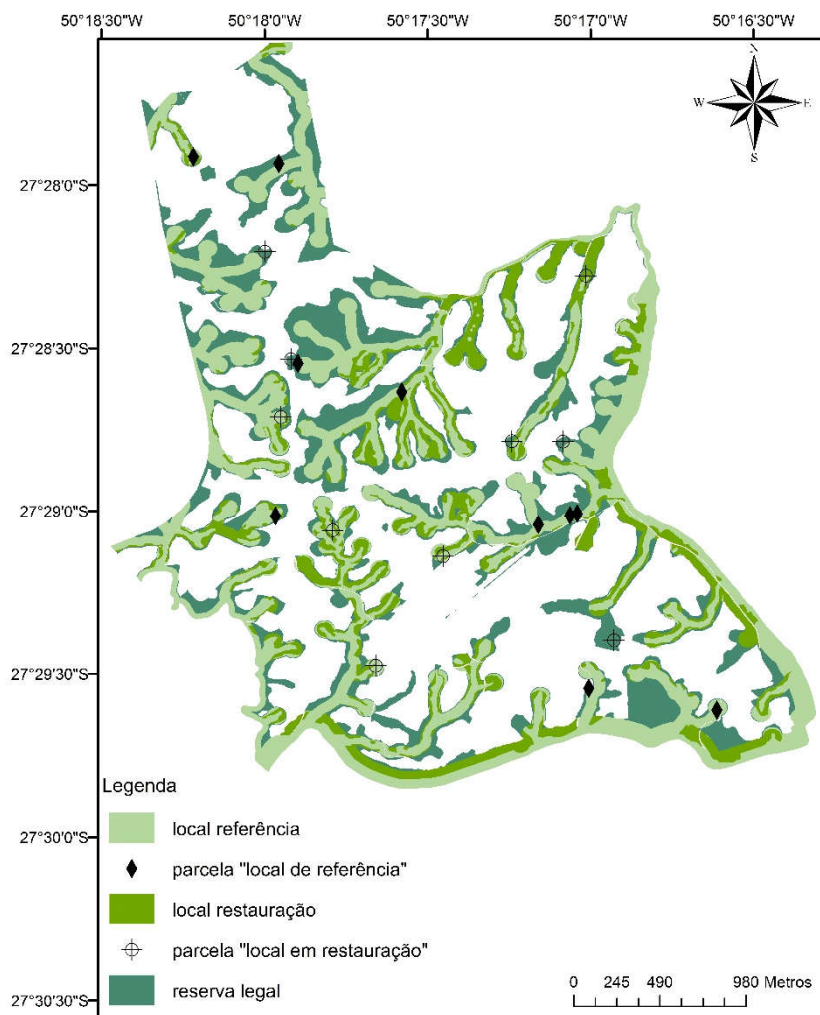 50°18'30"W 50°18'0"W 50°17'30"W 50°17'0"W 50°16'30"W
N
W E
S
27°28'0"S
27°28'30"S
27°29'0"S
27°29'30"S
27°30'0"S
27°30'30"S
Legenda
local referência
parcela "local de referência"
local restauração
parcela "local em restauração"
reserva legal
0 245 490 980 Metros